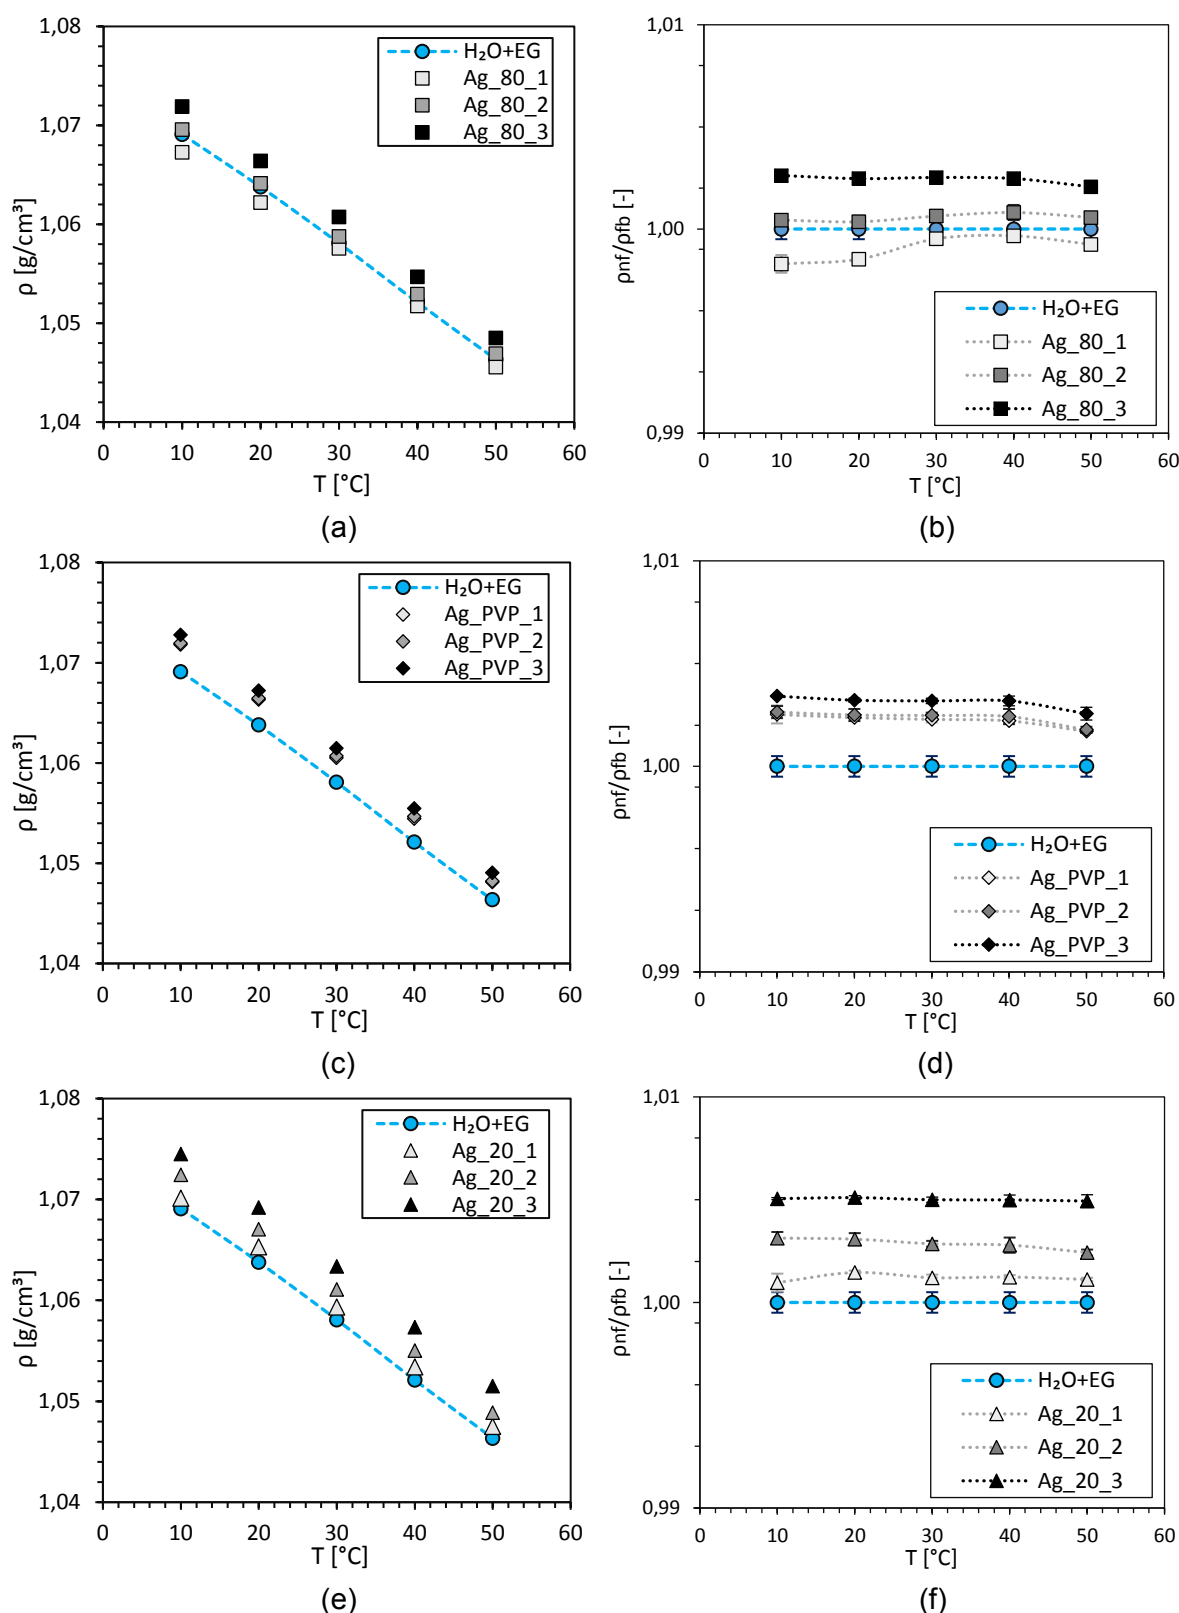 1,08
1,07
1,06
1,05
1,04
ρ [g/cm³]
0 10 20 30 40 50 60
T [°C]
H₂O+EG
Ag_80_1
Ag_80_2
Ag_80_3
(a)
1,01
1,00
0,99
ρnf/ρfb [-]
0 10 20 30 40 50 60
T [°C]
H₂O+EG
Ag_80_1
Ag_80_2
Ag_80_3
(b)
1,08
1,07
1,06
1,05
1,04
ρ [g/cm³]
0 10 20 30 40 50 60
T [°C]
H₂O+EG
Ag_PVP_1
Ag_PVP_2
Ag_PVP_3
(c)
1,01
1,00
0,99
ρnf/ρfb [-]
0 10 20 30 40 50 60
T [°C]
H₂O+EG
Ag_PVP_1
Ag_PVP_2
Ag_PVP_3
(d)
1,08
1,07
1,06
1,05
1,04
ρ [g/cm³]
0 10 20 30 40 50 60
T [°C]
H₂O+EG
Ag_20_1
Ag_20_2
Ag_20_3
(e)
1,01
1,00
0,99
ρnf/ρfb [-]
0 10 20 30 40 50 60
T [°C]
H₂O+EG
Ag_20_1
Ag_20_2
Ag_20_3
(f)